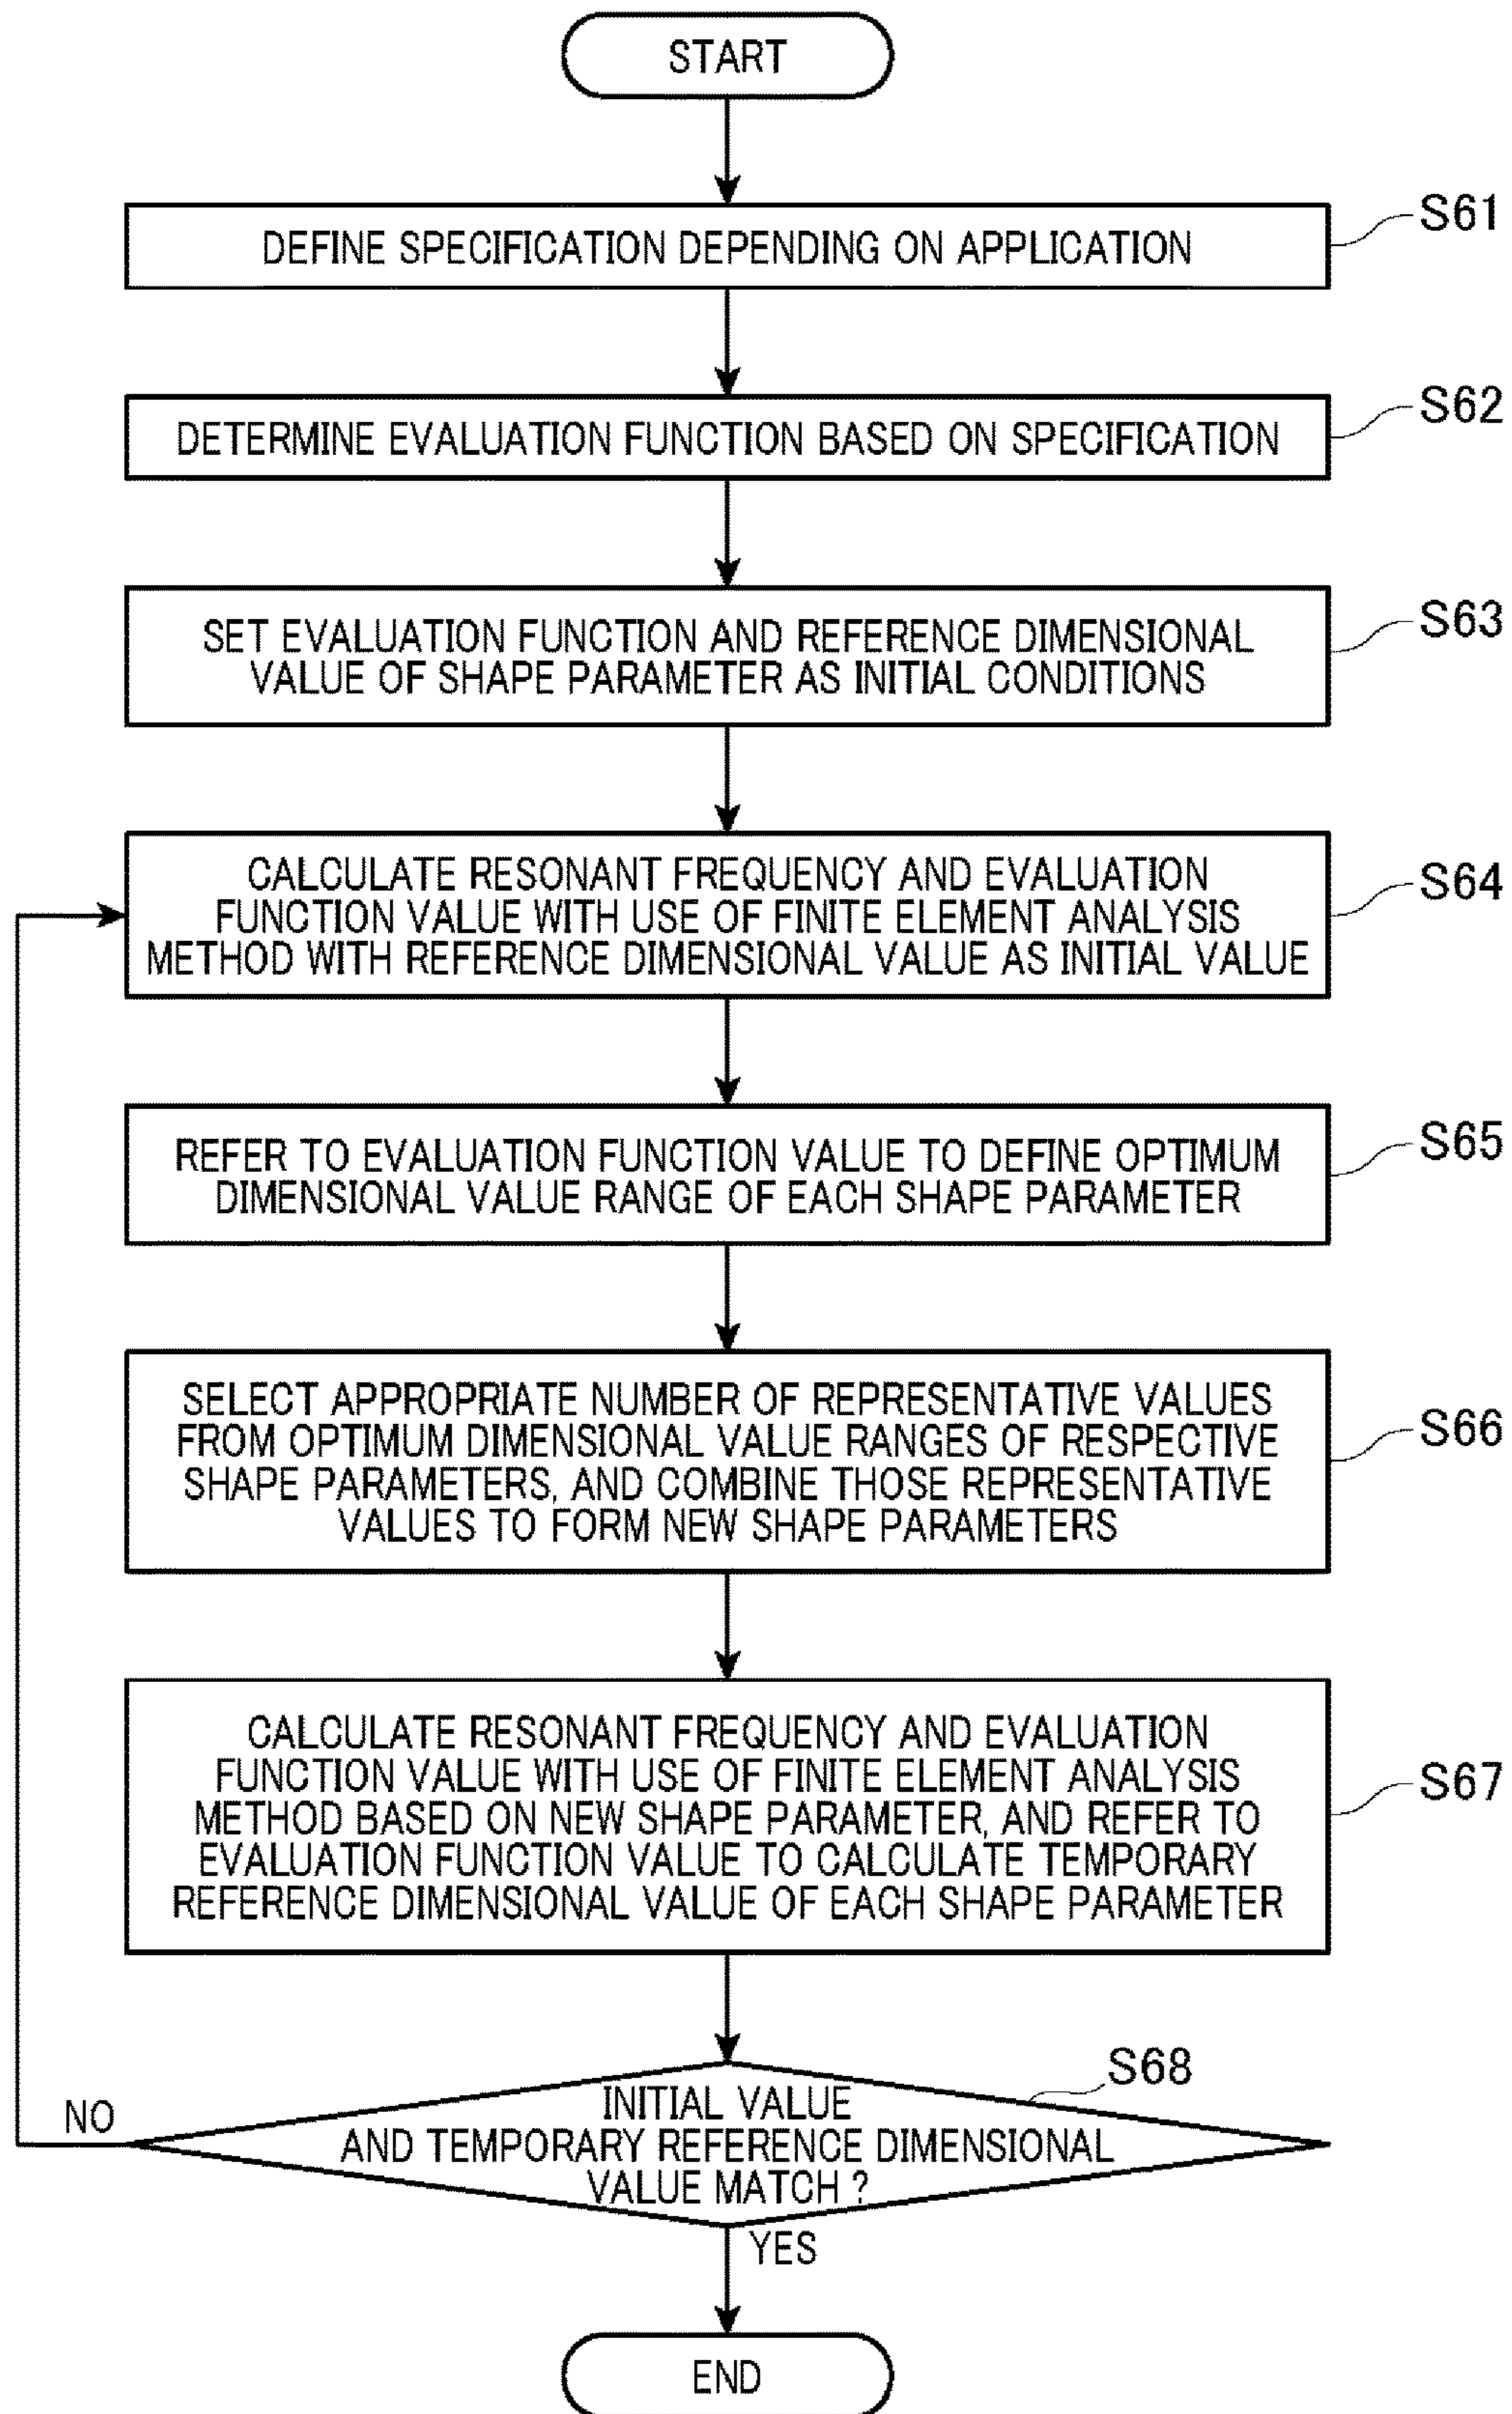 START
DEFINE SPECIFICATION DEPENDING ON APPLICATION
S61
DETERMINE EVALUATION FUNCTION BASED ON SPECIFICATION
S62
SET EVALUATION FUNCTION AND REFERENCE DIMENSIONAL
VALUE OF SHAPE PARAMETER AS INITIAL CONDITIONS
S63
CALCULATE RESONANT FREQUENCY AND EVALUATION
FUNCTION VALUE WITH USE OF FINITE ELEMENT ANALYSIS
METHOD WITH REFERENCE DIMENSIONAL VALUE AS INITIAL VALUE
S64
REFER TO EVALUATION FUNCTION VALUE TO DEFINE OPTIMUM
DIMENSIONAL VALUE RANGE OF EACH SHAPE PARAMETER
S65
SELECT APPROPRIATE NUMBER OF REPRESENTATIVE VALUES
FROM OPTIMUM DIMENSIONAL VALUE RANGES OF RESPECTIVE
SHAPE PARAMETERS, AND COMBINE THOSE REPRESENTATIVE
VALUES TO FORM NEW SHAPE PARAMETERS
S66
CALCULATE RESONANT FREQUENCY AND EVALUATION
FUNCTION VALUE WITH USE OF FINITE ELEMENT ANALYSIS
METHOD BASED ON NEW SHAPE PARAMETER, AND REFER TO
EVALUATION FUNCTION VALUE TO CALCULATE TEMPORARY
REFERENCE DIMENSIONAL VALUE OF EACH SHAPE PARAMETER
S67
S68
INITIAL VALUE
AND TEMPORARY REFERENCE DIMENSIONAL
VALUE MATCH ?
NO
YES
END